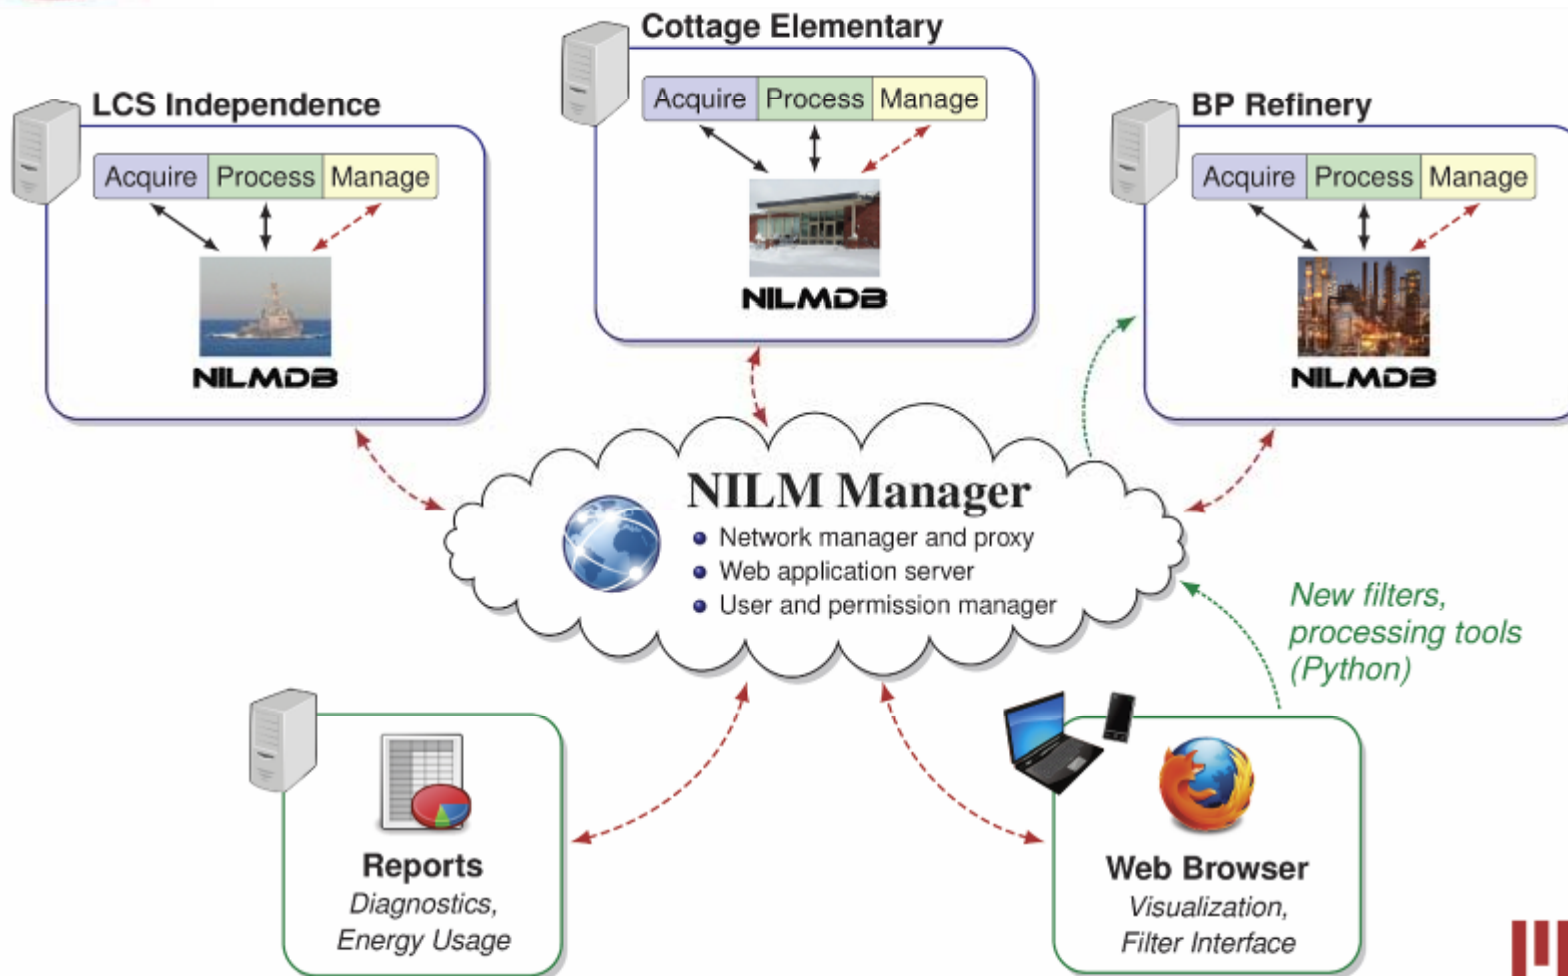 Cottage Elementary
Acquire Process Manage
NILMDB
LCS Independence
Acquire Process Manage
NILMDB
BP Refinery
Acquire Process Manage
NILMDB
NILM Manager
Network manager and proxy
Web application server
User and permission manager
New filters,
processing tools
(Python)
Reports
Diagnostics,
Energy Usage
Web Browser
Visualization,
Filter Interface